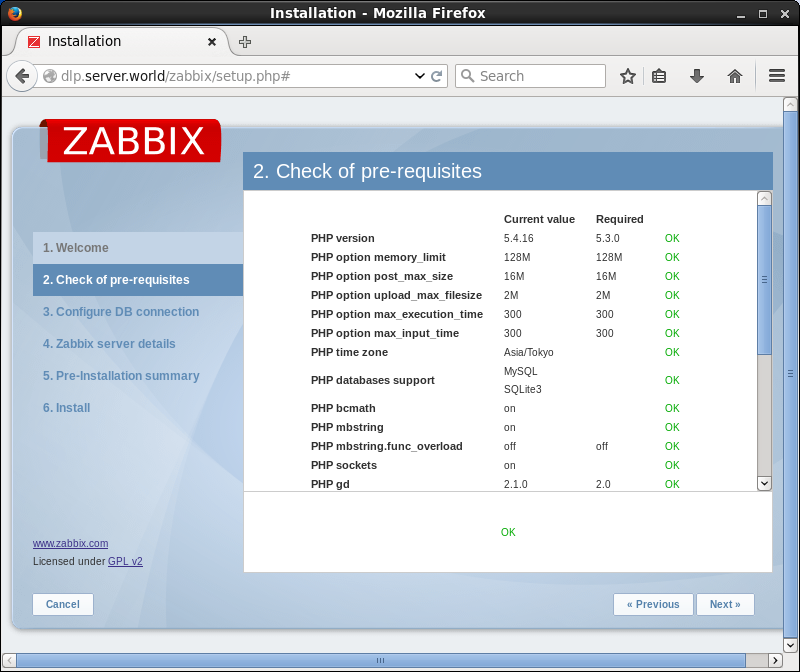 Installation - Mozilla Firefox
Installation
dlp.server.world/zabbix/setup.php#
Search
ZABBIX
2. Check of pre-requisites
1. Welcome
2. Check of pre-requisites
3. Configure DB connection
4. Zabbix server details
5. Pre-Installation summary
6. Install
Current value Required
PHP version 5.4.16 5.3.0 OK
PHP option memory_limit 128M 128M OK
PHP option post_max_size 16M 16M OK
PHP option upload_max_filesize 2M 2M OK
PHP option max_execution_time 300 300 OK
PHP option max_input_time 300 300 OK
PHP time zone Asia/Tokyo OK
PHP databases support MySQL OK
SQLite3
PHP bcmath on OK
PHP mbstring on OK
PHP mbstring.func_overload off off OK
PHP sockets on OK
PHP gd 2.1.0 2.0 OK
OK
www.zabbix.com
Licensed under GPL v2
Cancel
« Previous Next »